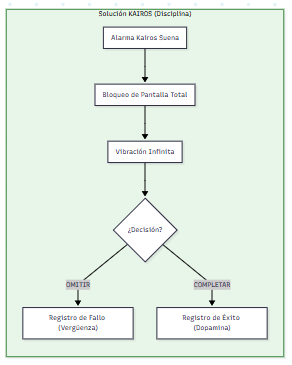 Solución KAIROS (Disciplina)
Alarma Kairos Suena
Bloqueo de Pantalla Total
Vibración Infinita
¿Decisión?
OMITIR
COMPLETAR
Registro de Fallo
(Vergüenza)
Registro de Éxito
(Dopamina)